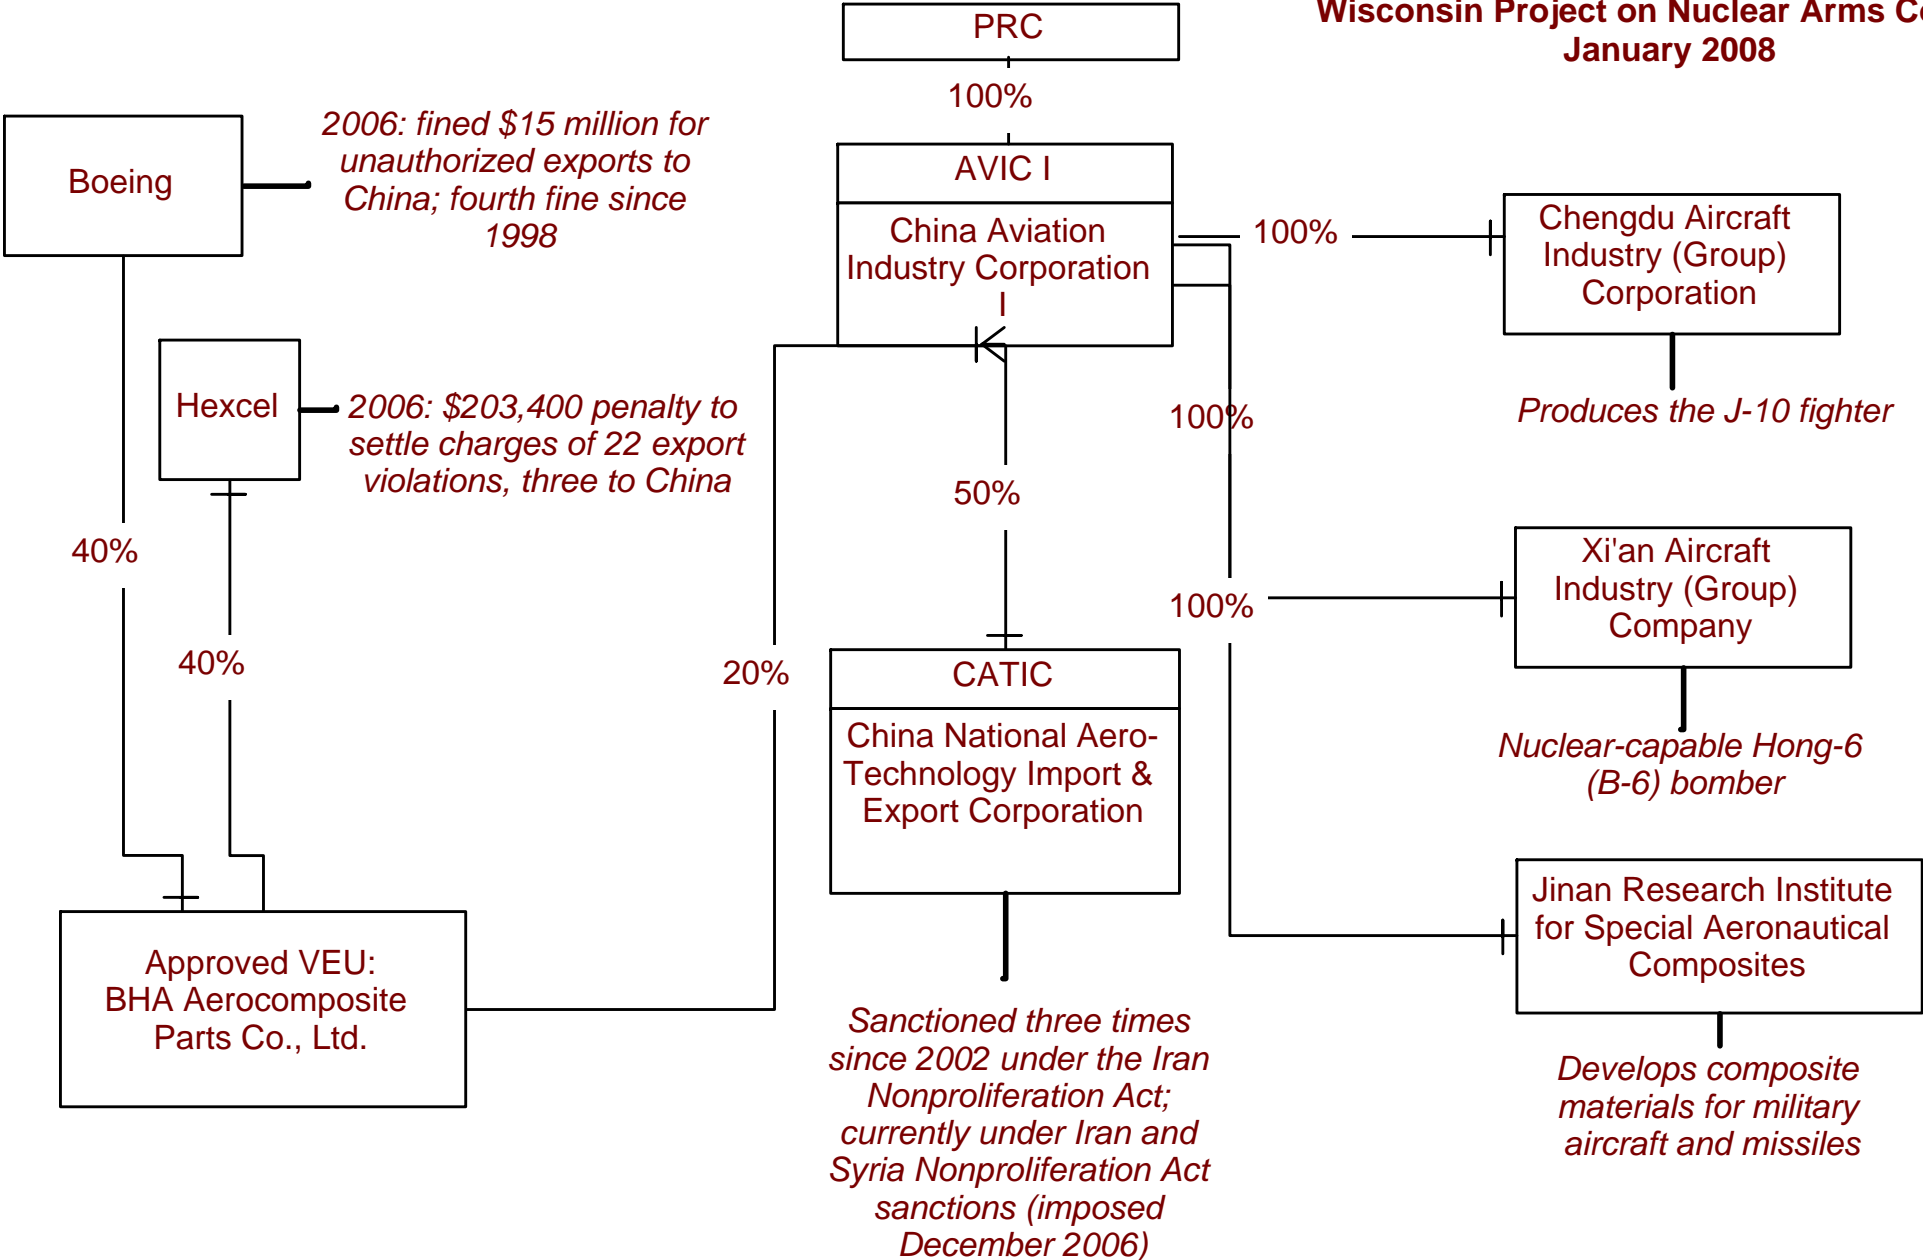 Wisconsin Project on Nuclear Arms
January 2008
PRC
100%
Boeing
2006: fined $15 million for
unauthorized exports to
China; fourth fine since
1998
AVIC I
China Aviation
Industry Corporation
I
100%
Chengdu Aircraft
Industry (Group)
Corporation
Produces the J-10 fighter
Hexcel
2006: $203,400 penalty to
settle charges of 22 export
violations, three to China
100%
50%
40%
40%
20%
100%
Xi'an Aircraft
Industry (Group)
Company
Nuclear-capable Hong-6
(B-6) bomber
CATIC
China National Aero-
Technology Import &
Export Corporation
Jinan Research Institute
for Special Aeronautical
Composites
Develops composite
materials for military
aircraft and missiles
Approved VEU:
BHA Aerocomposite
Parts Co., Ltd.
Sanctioned three times
since 2002 under the Iran
Nonproliferation Act;
currently under Iran and
Syria Nonproliferation Act
sanctions (imposed
December 2006)